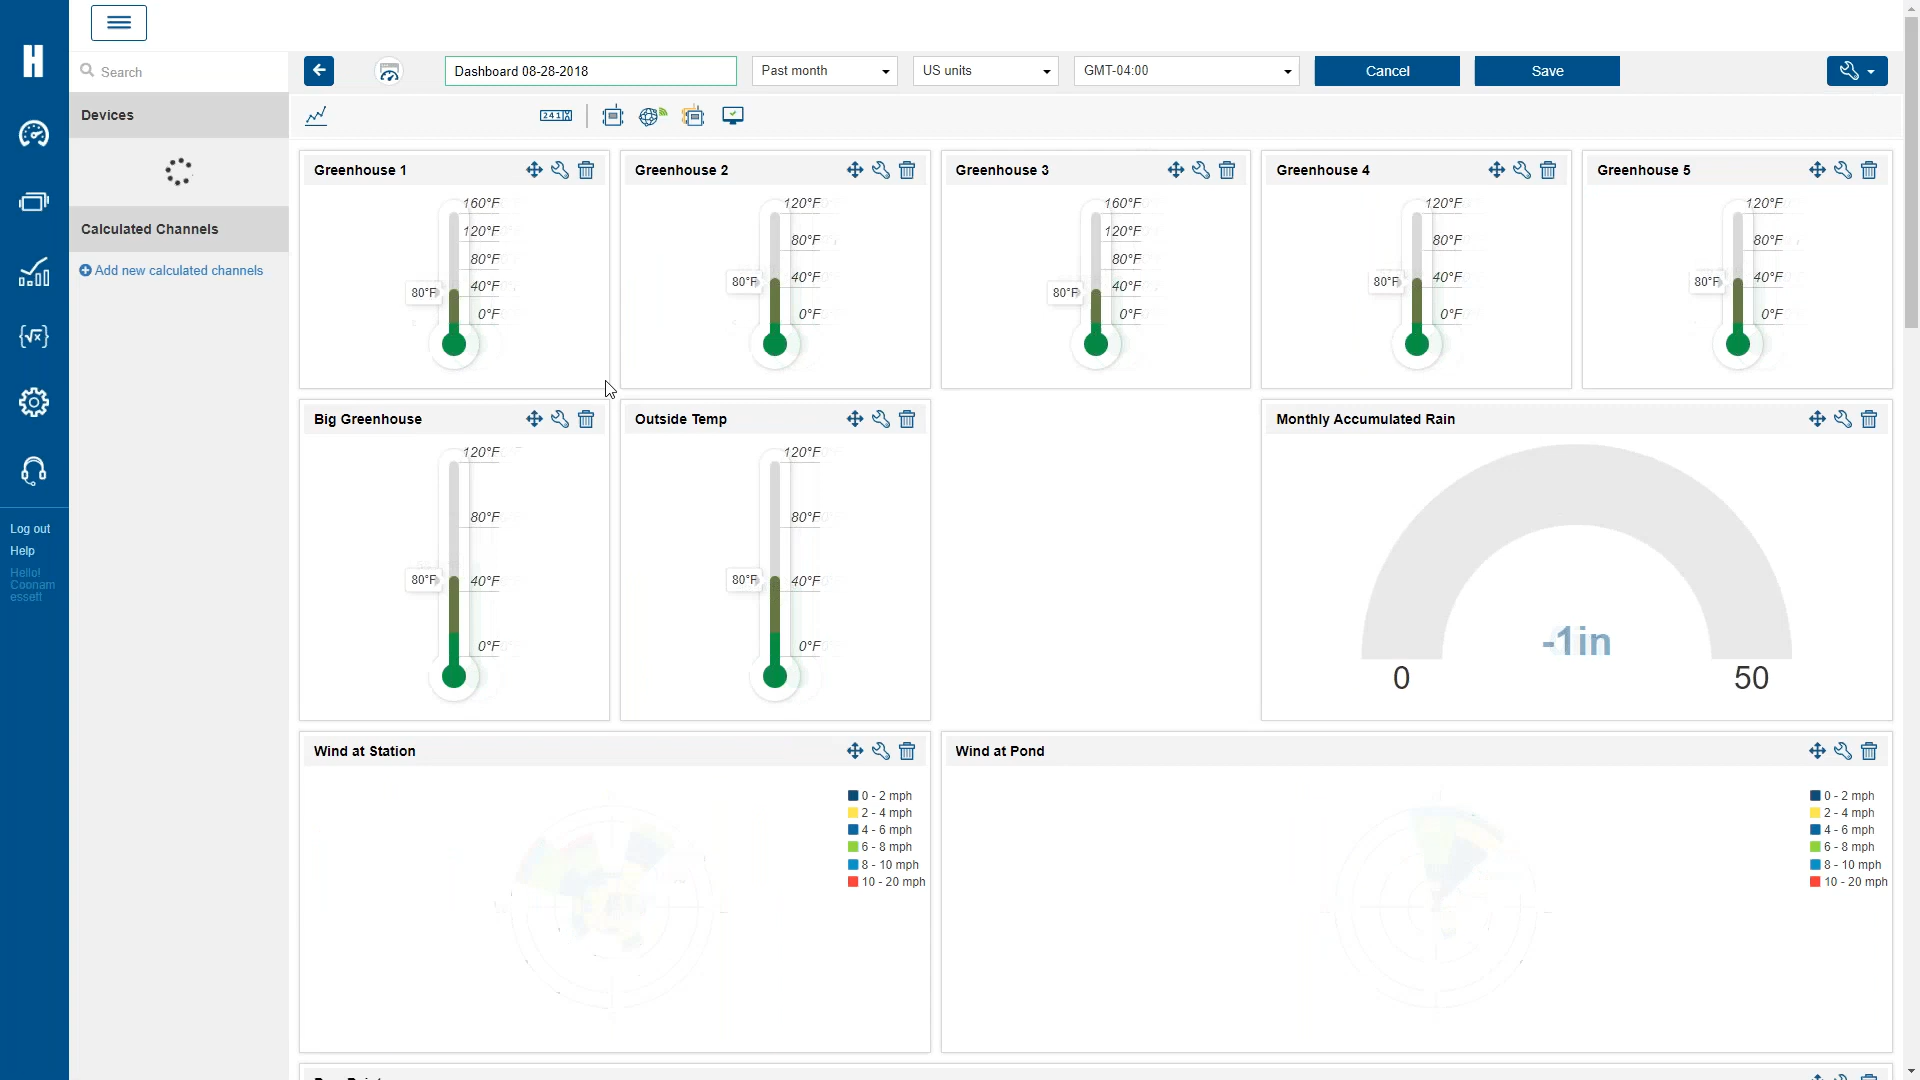 H
Search
Dashboard 08-28-2018
Past month
US units
GMT-04:00
Cancel
Save
Devices
Calculated Channels
Add new calculated channels
Log out
Help
Hello!
Coonam
essett
241
Greenhouse 1
160°F
120°F
80°F
40°F
0°F
80°F
Greenhouse 2
120°F
80°F
40°F
0°F
80°F
Greenhouse 3
160°F
120°F
80°F
40°F
0°F
80°F
Greenhouse 4
120°F
80°F
40°F
0°F
80°F
Greenhouse 5
120°F
80°F
40°F
0°F
80°F
Big Greenhouse
120°F
80°F
40°F
0°F
80°F
Outside Temp
120°F
80°F
40°F
0°F
80°F
Monthly Accumulated Rain
-1in
0
50
Wind at Station
0 - 2 mph
2 - 4 mph
4 - 6 mph
6 - 8 mph
8 - 10 mph
10 - 20 mph
Wind at Pond
0 - 2 mph
2 - 4 mph
4 - 6 mph
6 - 8 mph
8 - 10 mph
10 - 20 mph